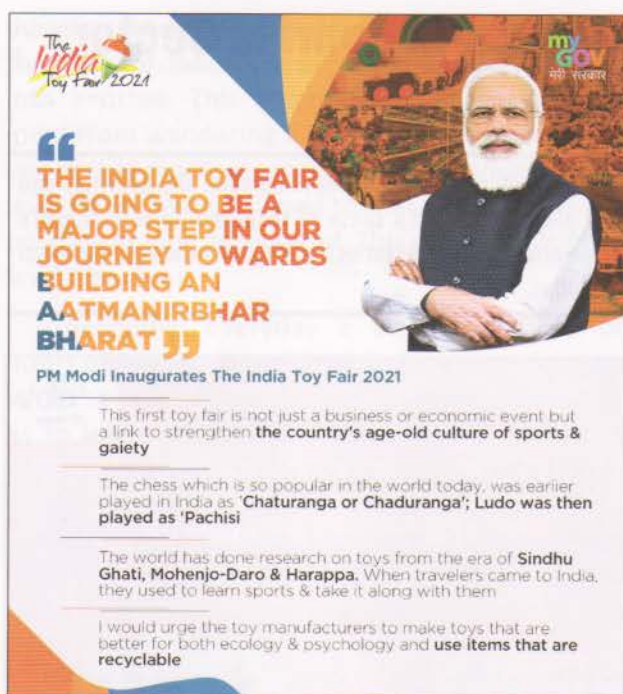 The
India
Toy Fair 2021
my
GOV
मेरी सरकार
“
THE INDIA TOY FAIR
IS GOING TO BE A
MAJOR STEP IN OUR
JOURNEY TOWARDS
BUILDING AN
AATMANIRBHAR
BHARAT ”
PM Modi Inaugurates The India Toy Fair 2021
This first toy fair is not just a business or economic event but
a link to strengthen the country's age-old culture of sports &
gaiety
The chess which is so popular in the world today, was earlier
played in India as 'Chaturanga or Chaduranga'; Ludo was then
played as 'Pachisi
The world has done research on toys from the era of Sindhu
Ghati, Mohenjo-Daro & Harappa. When travelers came to India,
they used to learn sports & take it along with them
I would urge the toy manufacturers to make toys that are
better for both ecology & psychology and use items that are
recyclable